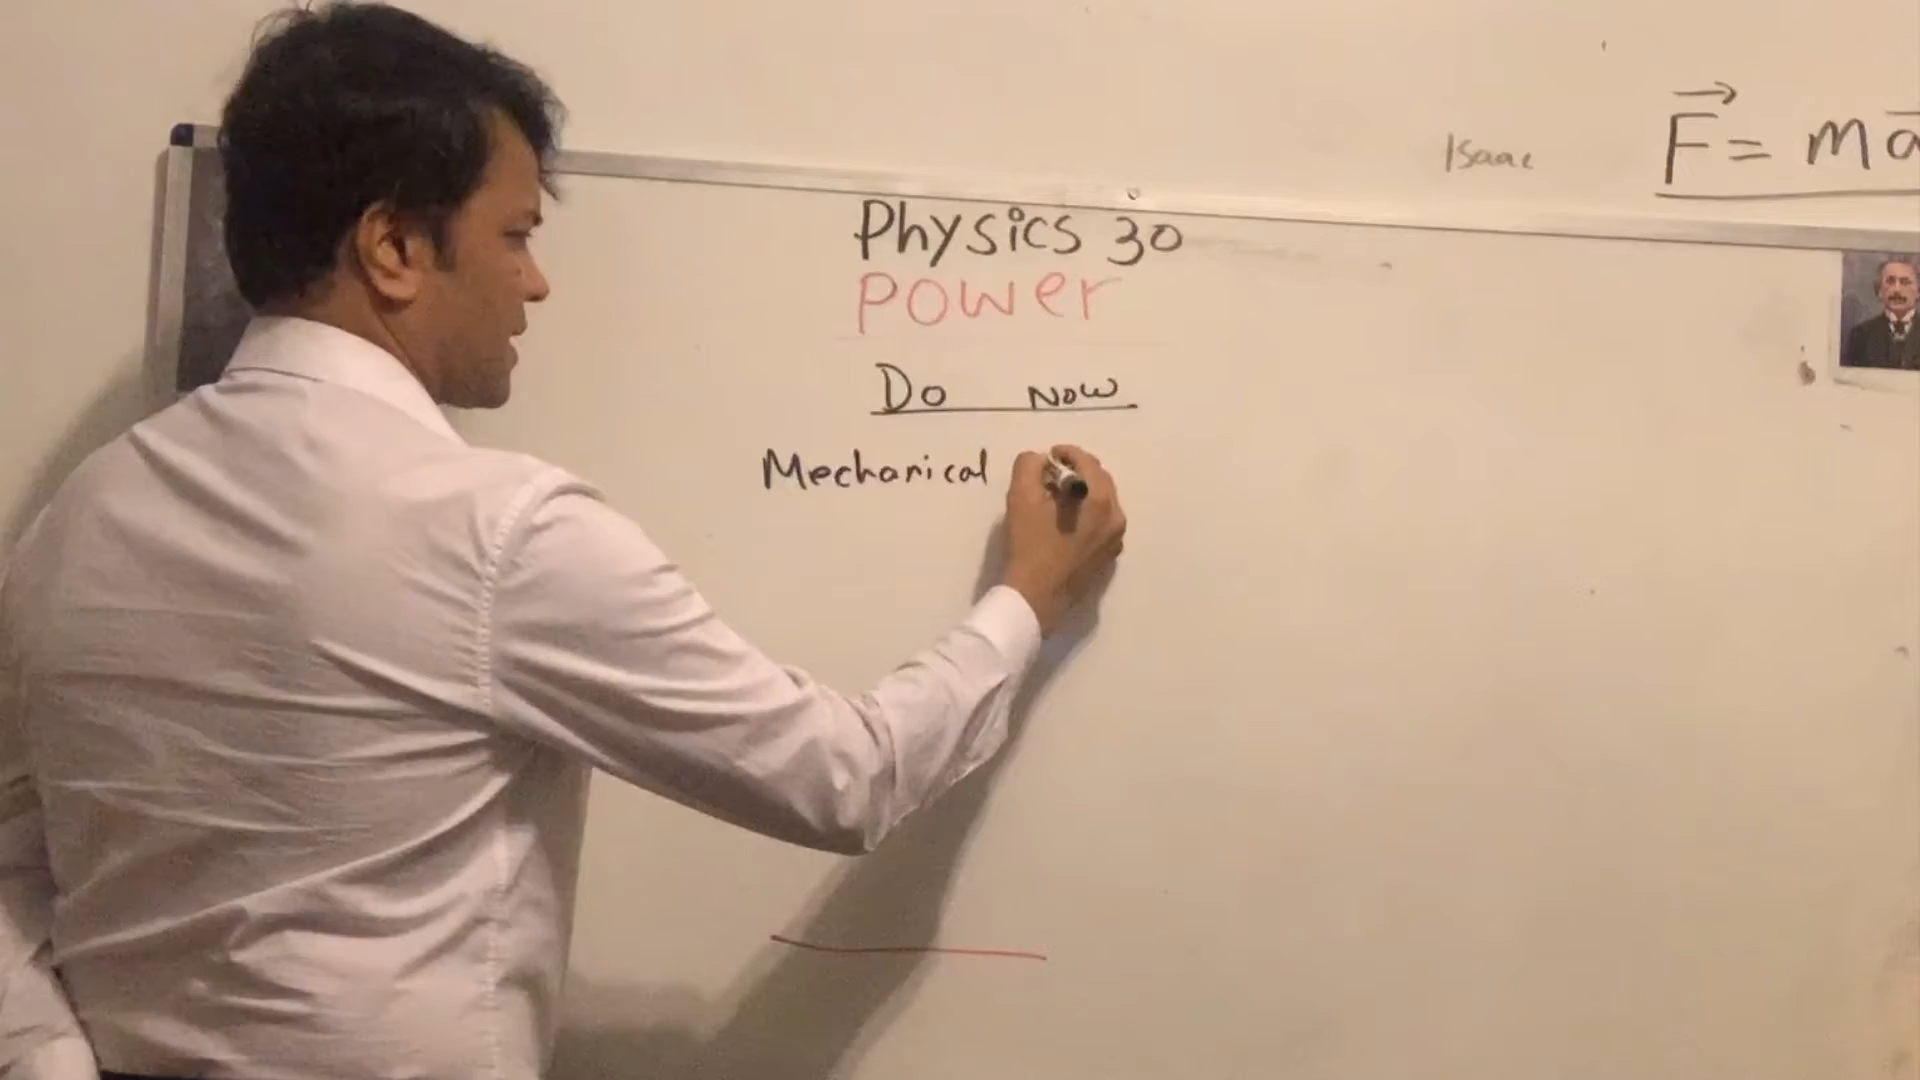 Isaac
F = ma
Physics 30
Power
Do Now
Mechanical